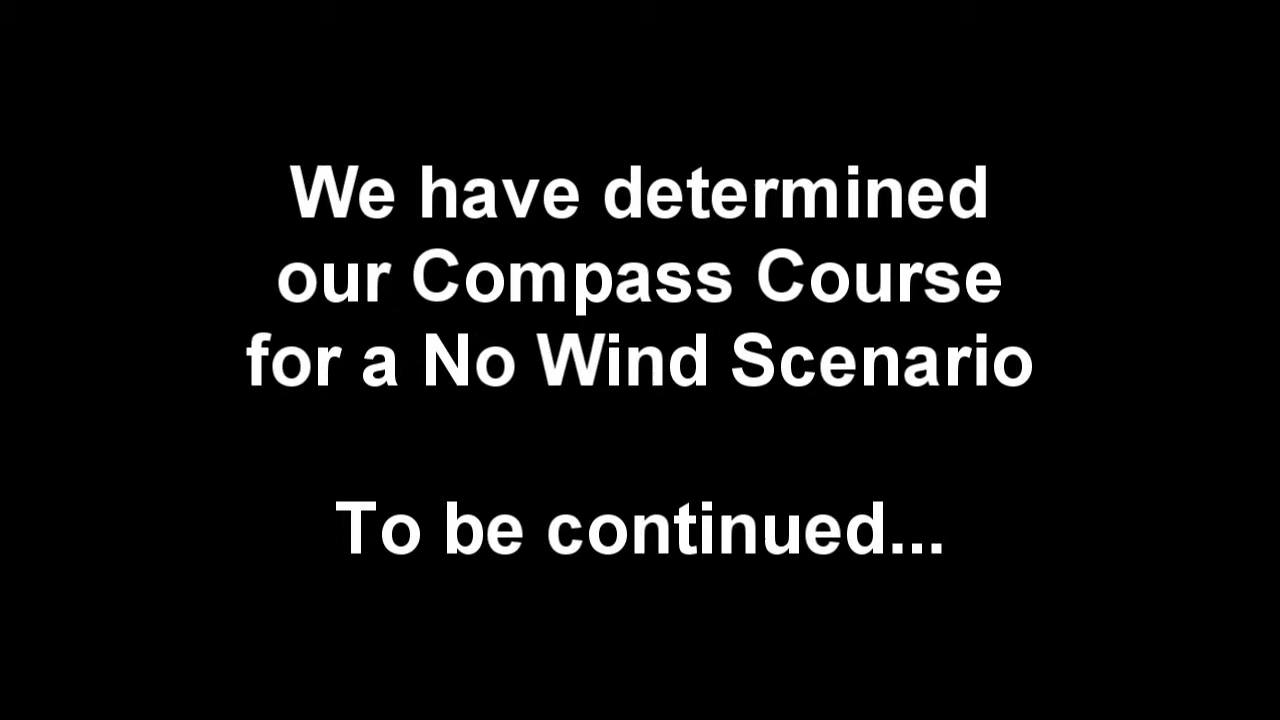 We have determined
our Compass Course
for a No Wind Scenario
To be continued...